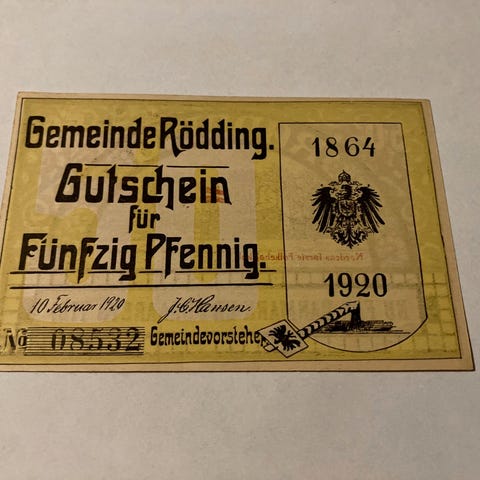 Gemeinde Rödding.
Gutschein
für
Fünfzig Pfennig.
10 Februar 1920 J.C. Hansen.
No 08532 Gemeindevorsteher
1864
1920